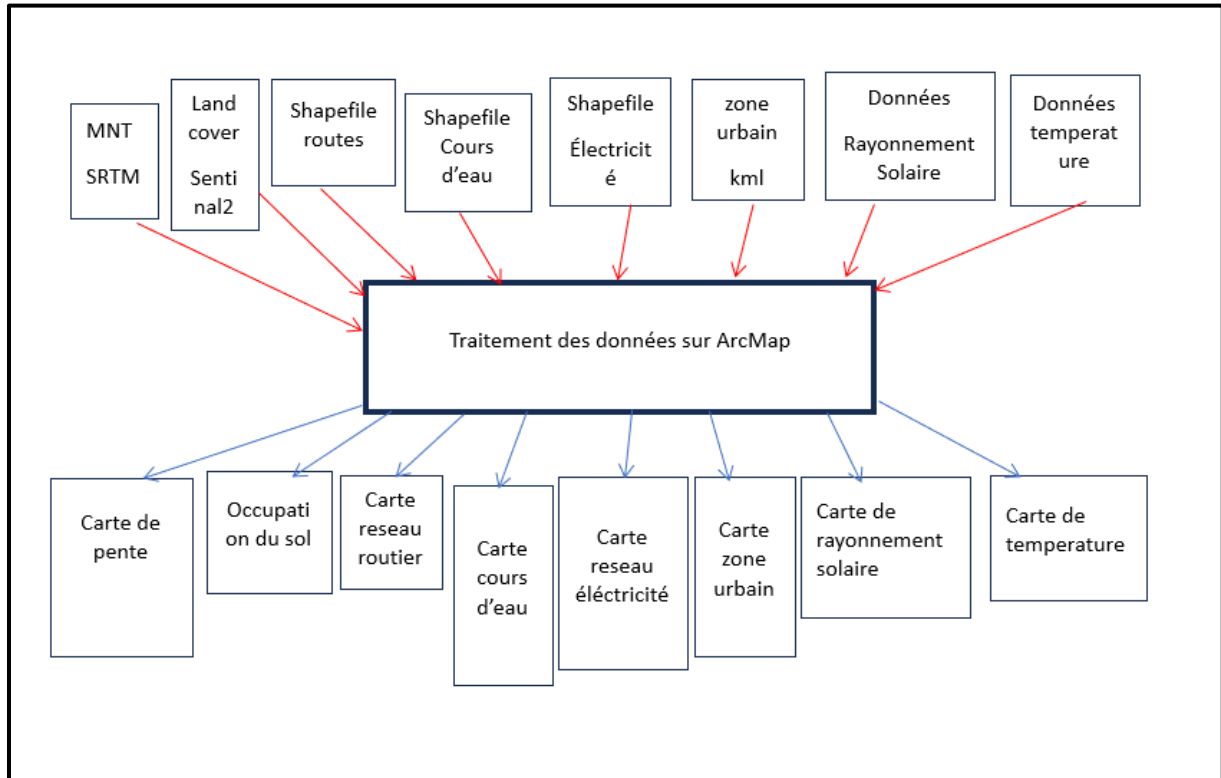 MNT
SRTM
Land
cover
Senti
nal2
Shapefile
routes
Shapefile
Cours
d’eau
Shapefile
Électricit
é
zone
urbain
kml
Données
Rayonnement
Solaire
Données
temperat
ure
Traitement des données sur ArcMap
Carte de
pente
Occupati
on du sol
Carte
reseau
routier
Carte
cours
d’eau
Carte
reseau
éléctricité
Carte
zone
urbain
Carte de
rayonnement
solaire
Carte de
temperature